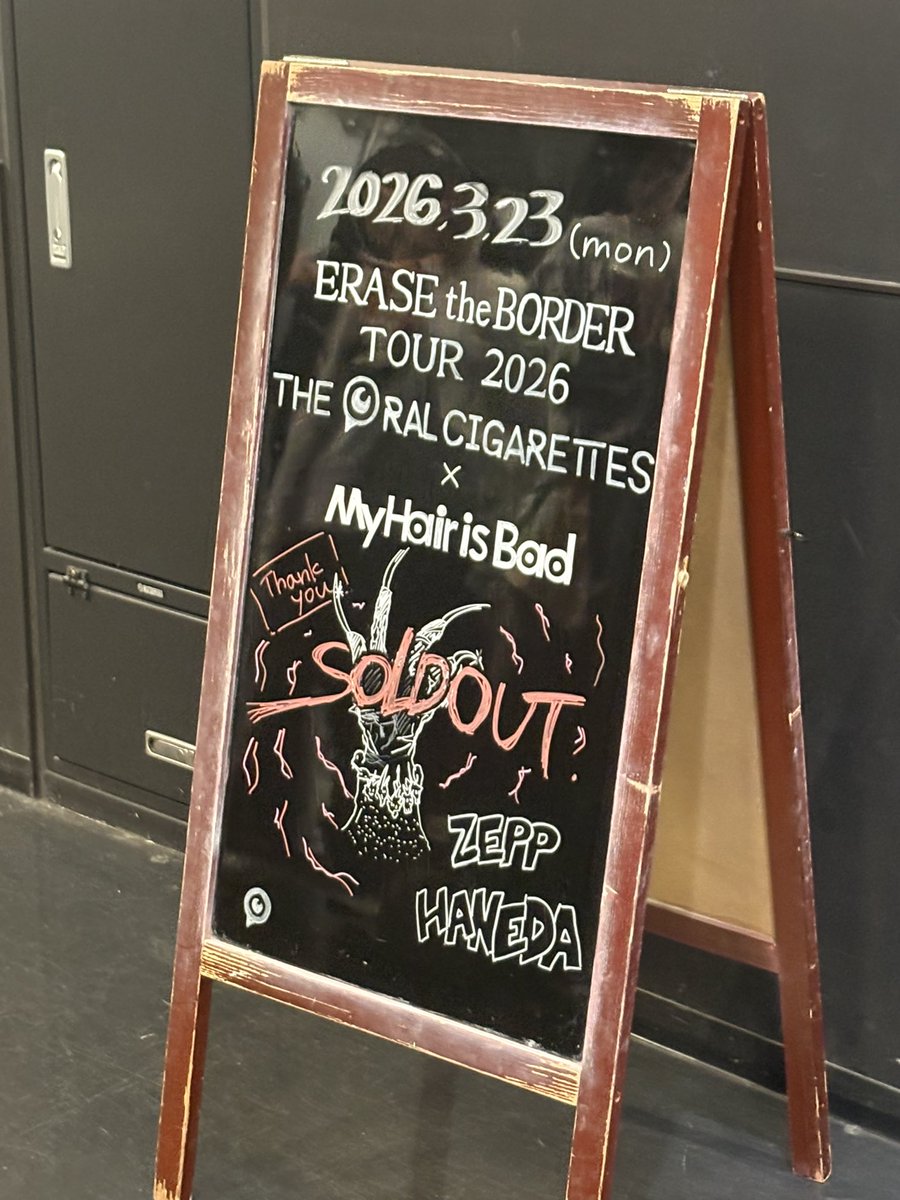 2026.3.23 (mon)
ERASE the BORDER
TOUR 2026
THE ORAL CIGARETTES
×
My Hair is Bad
Thank you!
SOLD OUT
ZEPP
HANEDA